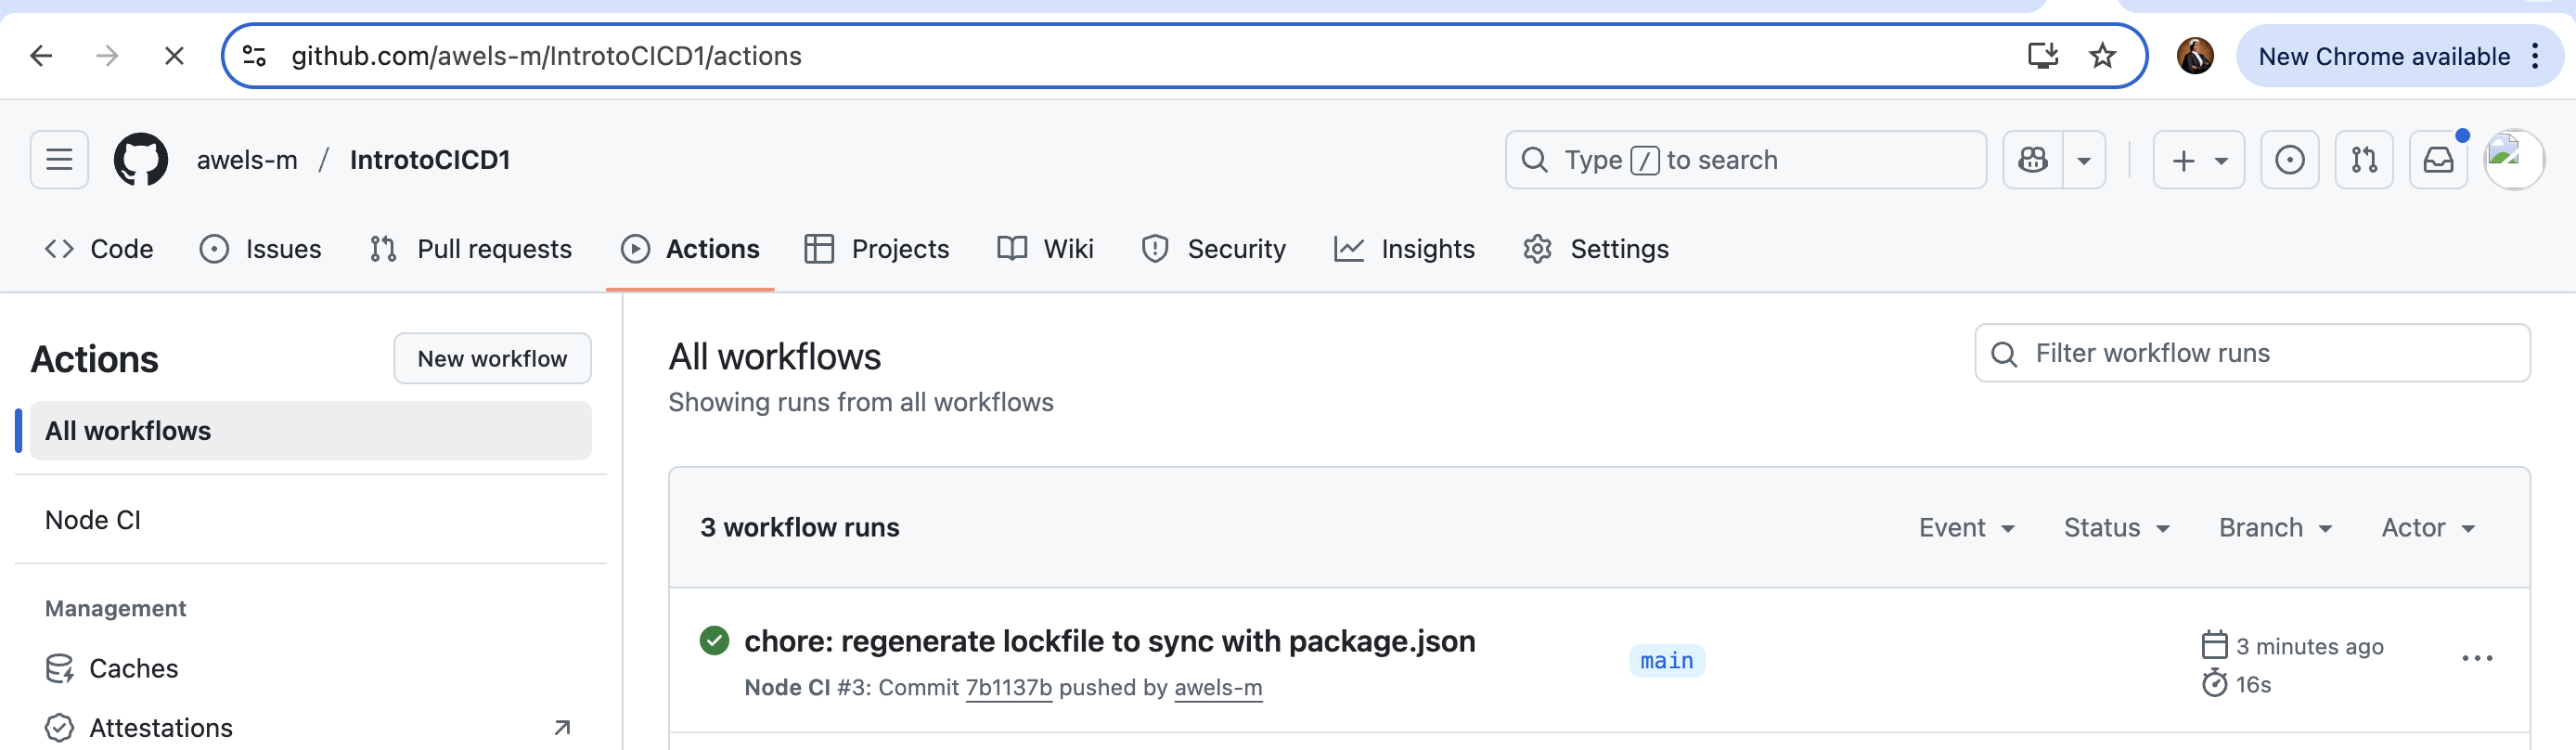 github.com/awels-m/IntrotoCICD1/actions
New Chrome available
awels-m / IntrotoCICD1
Type / to search
Code
Issues
Pull requests
Actions
Projects
Wiki
Security
Insights
Settings
Actions
New workflow
All workflows
Node CI
Management
Caches
Attestations
All workflows
Showing runs from all workflows
Filter workflow runs
3 workflow runs
Event
Status
Branch
Actor
chore: regenerate lockfile to sync with package.json
Node CI #3: Commit 7b1137b pushed by awels-m
main
3 minutes ago
16s